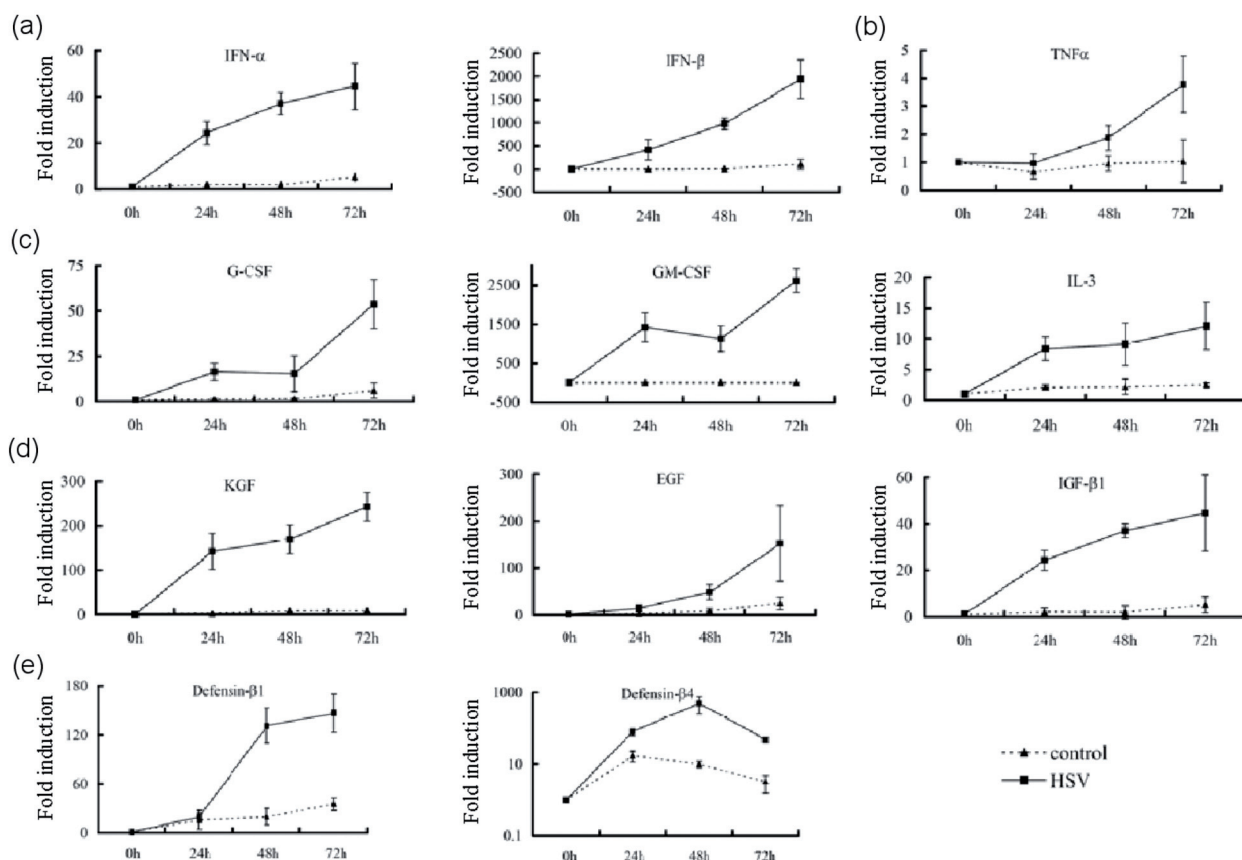 (a)
IFN-α
Fold induction
60
40
20
0
0h 24h 48h 72h
IFN-β
Fold induction
2500
2000
1500
1000
500
0
-500
0h 24h 48h 72h
(b)
TNFα
Fold induction
5
4
3
2
1
0
0h 24h 48h 72h
(c)
G-CSF
Fold induction
75
50
25
0
0h 24h 48h 72h
GM-CSF
Fold induction
2500
1500
500
-500
0h 24h 48h 72h
IL-3
Fold induction
20
15
10
5
0
0h 24h 48h 72h
(d)
KGF
Fold induction
300
200
100
0
0h 24h 48h 72h
EGF
Fold induction
300
200
100
0
0h 24h 48h 72h
IGF-β1
Fold induction
60
40
20
0
0h 24h 48h 72h
(e)
Defensin-β1
Fold induction
180
120
60
0
0h 24h 48h 72h
Defensin-β4
Fold induction
1000
10
0.1
0h 24h 48h 72h
control
HSV